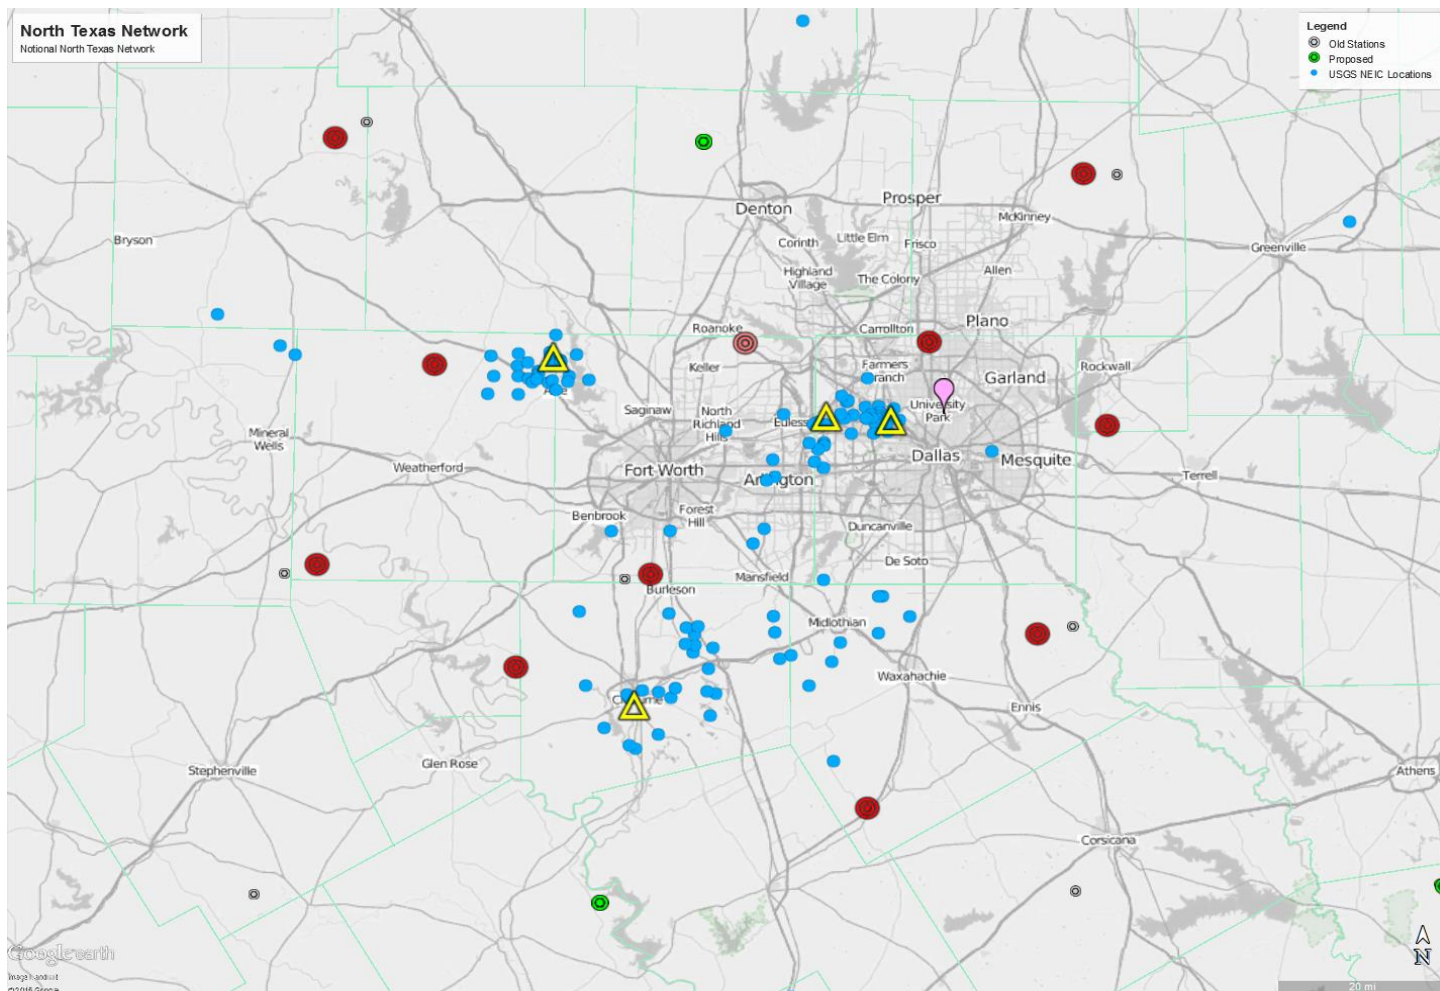 North Texas Network
Notional North Texas Network
Legend
Old Stations
Proposed
USGS NEIC Locations
Denton
Prosper
McKinney
Bryson
Corinth
Little Elm
Frisco
Greenville
Highland
Village
The Colony
Allen
Roanoke
Carrollton
Plano
Keller
Farmers
Branch
Garland
Rockwall
Saginaw
North
Richland
Hills
Euless
University
Park
Mineral
Wells
Weatherford
Fort Worth
Arlington
Dallas
Mesquite
Terrell
Benbrook
Forest
Hill
Duncanville
De Soto
Mansfield
Burleson
Midlothian
Waxahachie
Ennis
Stephenville
Glen Rose
Athens
Corsicana
Google earth
N
20 mi